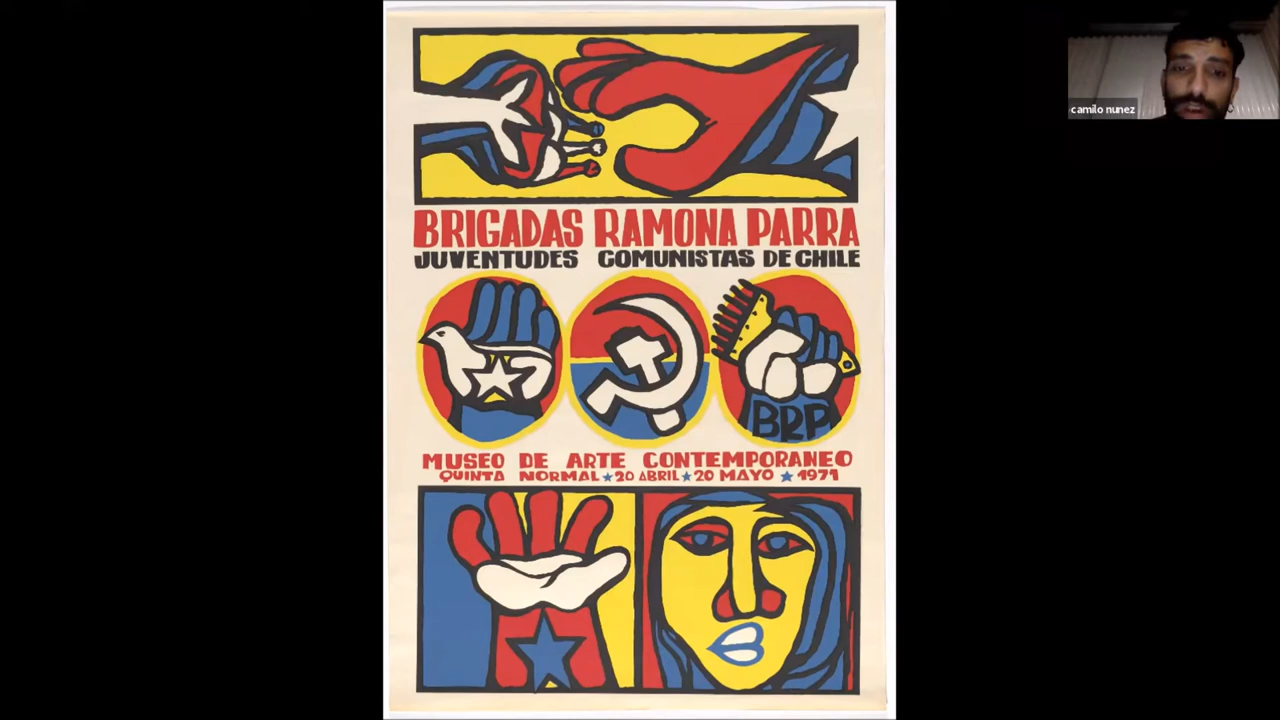 camilo nunez
BRIGADAS RAMONA PARRA
JUVENTUDES COMUNISTAS DE CHILE
BRP
MUSEO DE ARTE CONTEMPORANEO
QUINTA NORMAL ★ 20 ABRIL ★ 20 MAYO ★ 1971